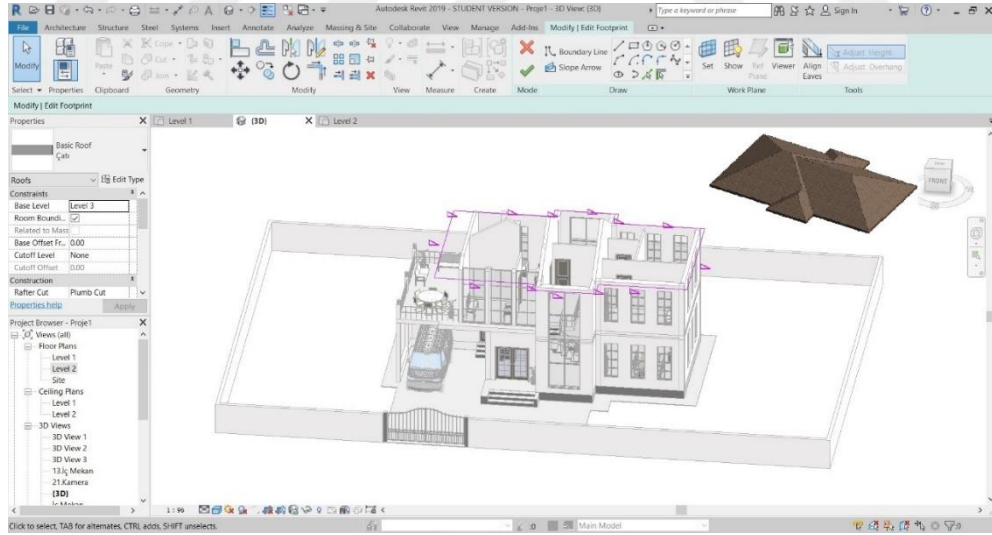 Autodesk Revit 2019 - STUDENT VERSION - Proje1 - 3D View: {3D}
Type a keyword or phrase
Sign In
File Architecture Structure Steel Systems Insert Annotate Analyze Massing & Site Collaborate View Manage Add-Ins Modify | Edit Footprint
Modify
Paste
Cope
Cut
Join
Boundary Line
Slope Arrow
Set Show Ref Plane Viewer
Align Eaves
Adjust Height
Adjust Overhang
Select Properties Clipboard Geometry Modify View Measure Create Mode Draw Work Plane Tools
Modify | Edit Footprint
Properties X
Level 1
{3D} X
Level 2
Basic Roof
Çatı
Roofs
Edit Type
Constraints
Base Level Level 3
Room Boundi...
Related to Mass
Base Offset Fr... 0.00
Cutoff Level None
Cutoff Offset 0.00
Construction
Rafter Cut Plumb Cut
Properties help
Apply
Project Browser - Proje1 X
Views (all)
Floor Plans
Level 1
Level 2
Site
Ceiling Plans
Level 1
Level 2
3D Views
3D View 1
3D View 2
3D View 3
13.İç Mekan
21.Kamera
{3D}
İç Mekan
FRONT
1 : 96
Click to select, TAB for alternates, CTRL adds, SHIFT unselects.
:0
Main Model
:0